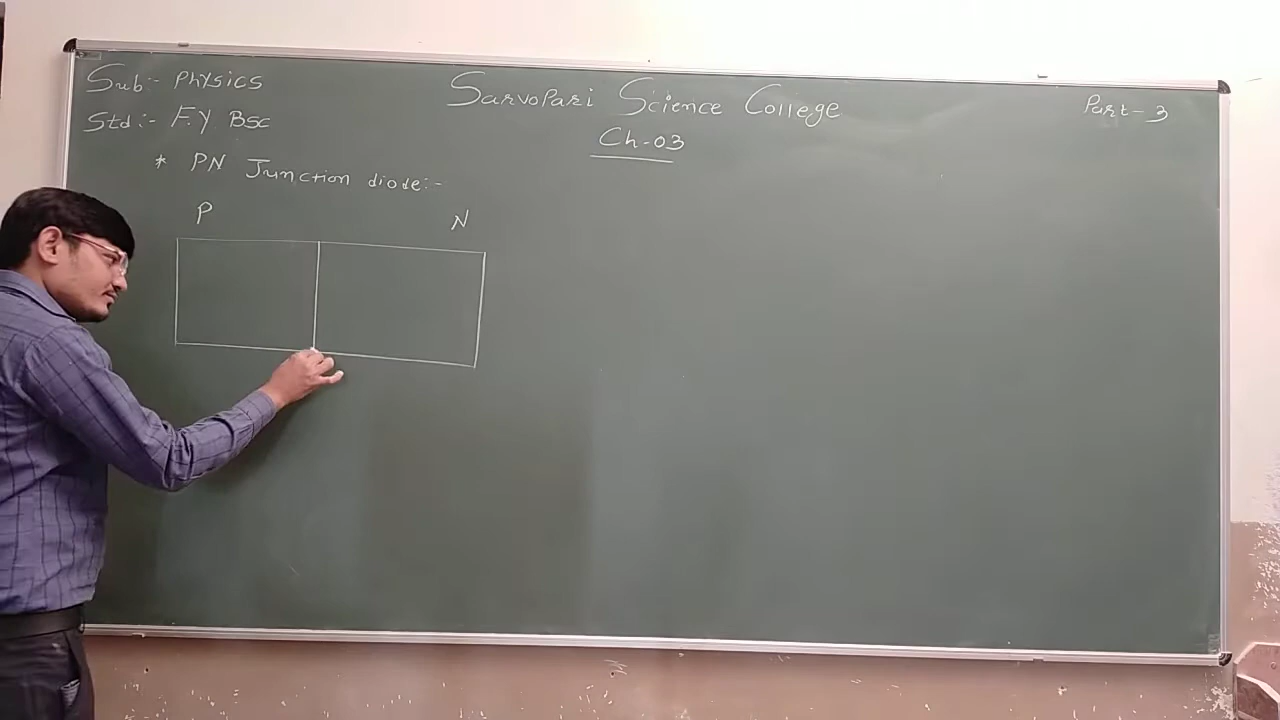 Sub:- Physics
Sarvopari Science College
Part-3
Std:- F.Y BSc
Ch-03
* PN Junction diode:-
P
N